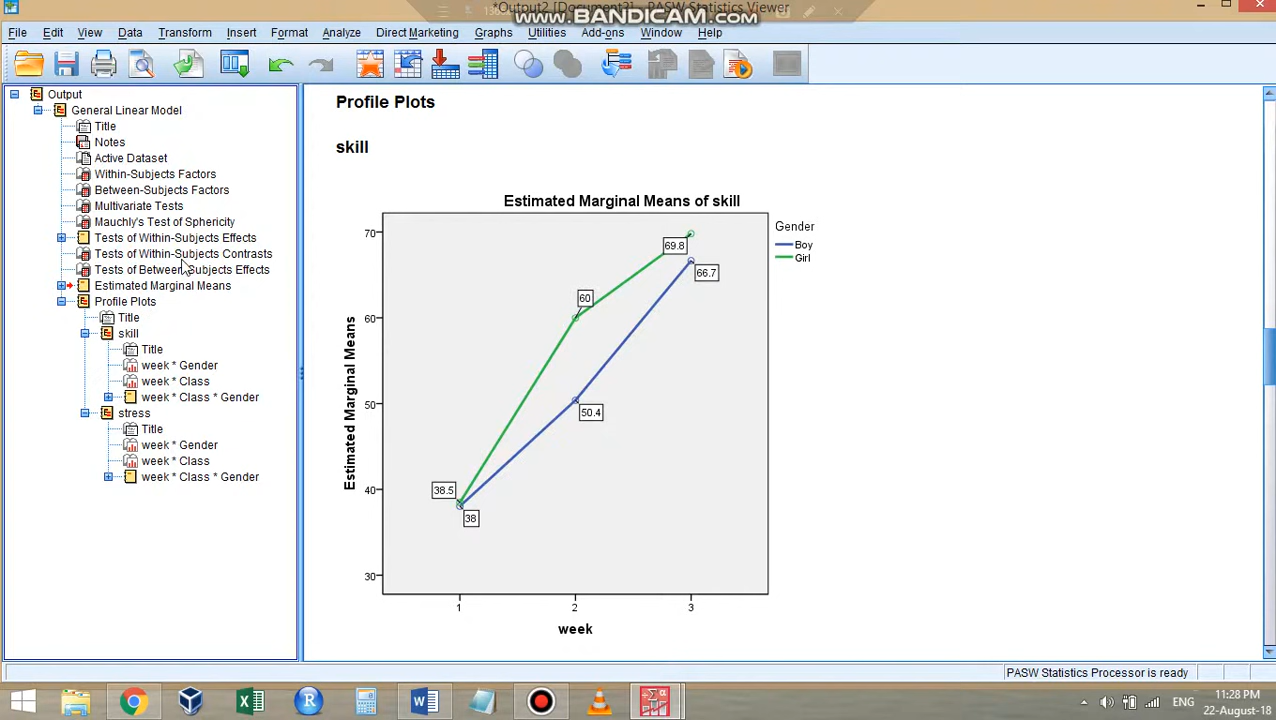 *Output2 [Document2] - PASW Statistics Viewer
www.BANDICAM.com
File Edit View Data Transform Insert Format Analyze Direct Marketing Graphs Utilities Add-ons Window Help
Output
General Linear Model
Title
Notes
Active Dataset
Within-Subjects Factors
Between-Subjects Factors
Multivariate Tests
Mauchly's Test of Sphericity
Tests of Within-Subjects Effects
Tests of Within-Subjects Contrasts
Tests of Between-Subjects Effects
Estimated Marginal Means
Profile Plots
Title
skill
Title
week * Gender
week * Class
week * Class * Gender
stress
Title
week * Gender
week * Class
week * Class * Gender
Profile Plots
skill
Estimated Marginal Means of skill
Gender
Boy
Girl
Estimated Marginal Means
70
60
50
40
30
69.8
66.7
60
50.4
38.5
38
1 2 3
week
PASW Statistics Processor is ready
ENG
11:28 PM
22-August-18